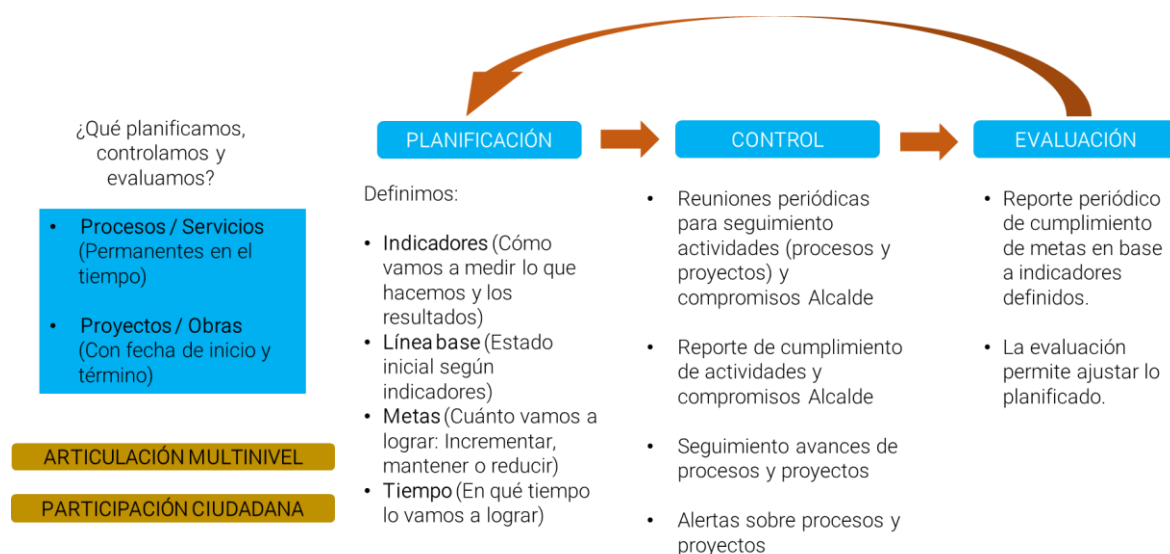 ¿Qué planificamos,
controlamos y
evaluamos?
• Procesos / Servicios
(Permanentes en el
tiempo)
• Proyectos / Obras
(Con fecha de inicio y
término)
ARTICULACIÓN MULTINIVEL
PARTICIPACIÓN CIUDADANA
PLANIFICACIÓN
Definimos:
• Indicadores (Cómo
vamos a medir lo que
hacemos y los
resultados)
• Línea base (Estado
inicial según
indicadores)
• Metas (Cuánto vamos a
lograr: Incrementar,
mantener o reducir)
• Tiempo (En qué tiempo
lo vamos a lograr)
CONTROL
• Reuniones periódicas
para seguimiento
actividades (procesos y
proyectos) y
compromisos Alcalde
• Reporte de cumplimiento
de actividades y
compromisos Alcalde
• Seguimiento avances de
procesos y proyectos
• Alertas sobre procesos y
proyectos
EVALUACIÓN
• Reporte periódico
de cumplimiento
de metas en base
a indicadores
definidos.
• La evaluación
permite ajustar lo
planificado.